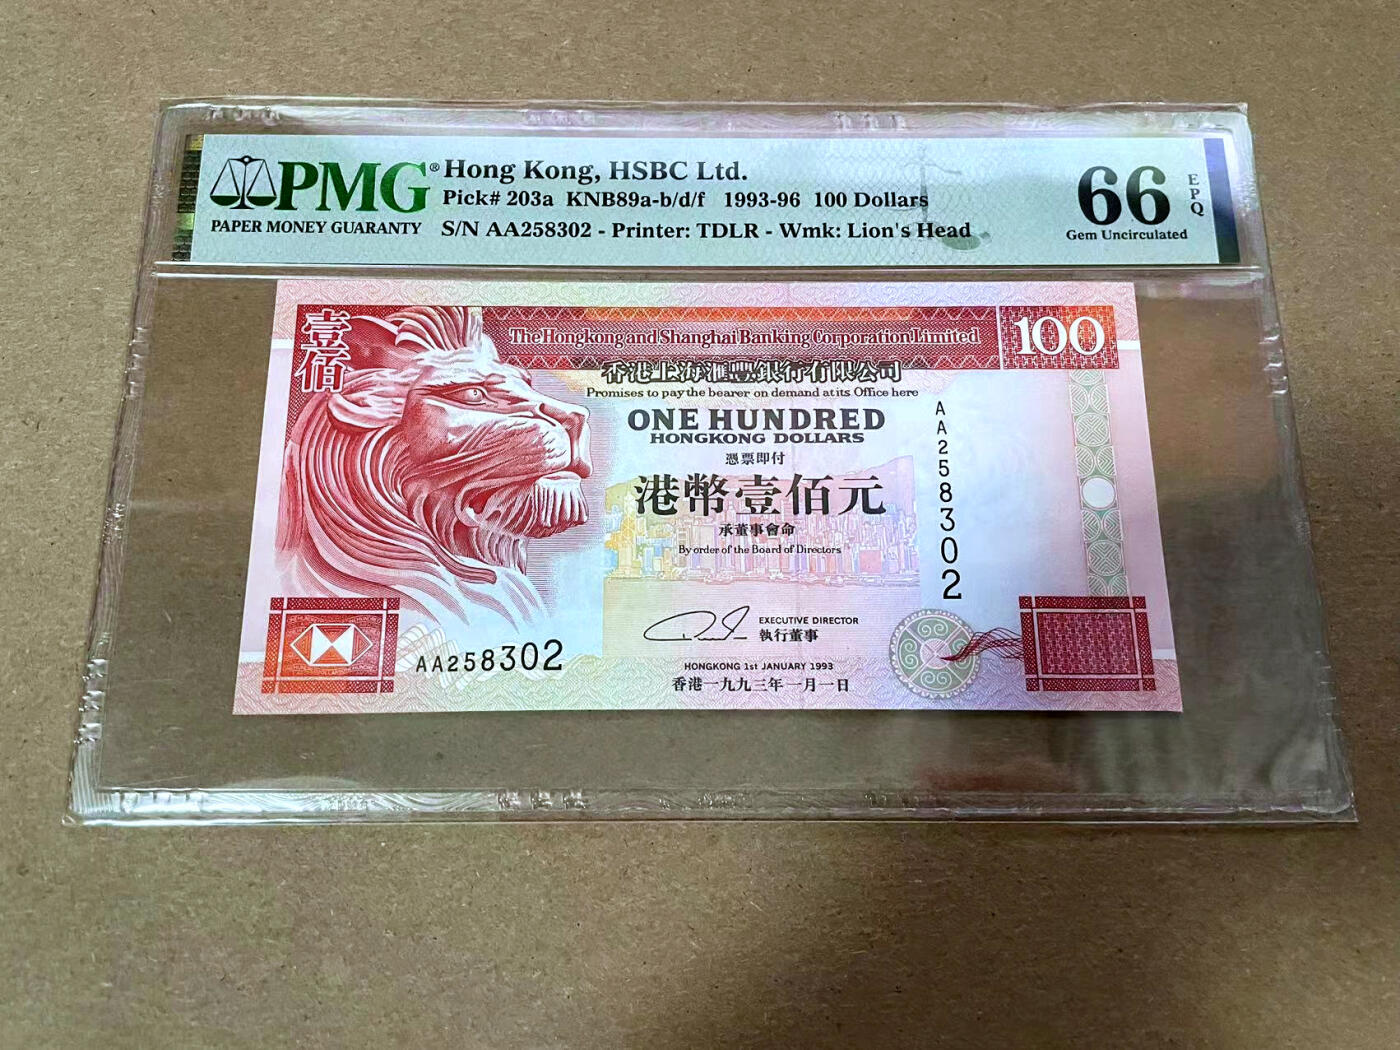 PMG®
PAPER MONEY GUARANTY
Hong Kong, HSBC Ltd.
Pick# 203a KNB89a-b/d/f 1993-96 100 Dollars
S/N AA258302 - Printer: TDLR - Wmk: Lion's Head
66
EPQ
Gem Uncirculated
壹佰
The Hongkong and Shanghai Banking Corporation Limited
100
香港上海滙豐銀行有限公司
Promises to pay the bearer on demand at its Office here
ONE HUNDRED
HONGKONG DOLLARS
憑票即付
港幣壹佰元
承董事會命
By order of the Board of Directors
AA258302
EXECUTIVE DIRECTOR
執行董事
AA258302
HONGKONG 1st JANUARY 1993
香港一九九三年一月一日